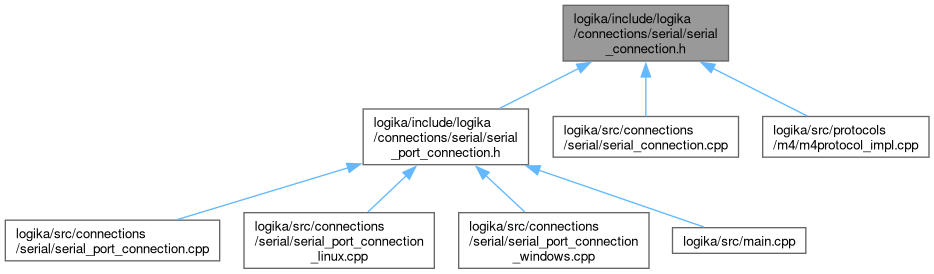 logika/include/logika
/connections/serial/serial
_connection.h
logika/include/logika
/connections/serial/serial
_port_connection.h
logika/src/connections
/serial/serial_connection.cpp
logika/src/protocols
/m4/m4protocol_impl.cpp
logika/src/connections
/serial/serial_port_connection.cpp
logika/src/connections
/serial/serial_port_connection
_linux.cpp
logika/src/connections
/serial/serial_port_connection
_windows.cpp
logika/src/main.cpp